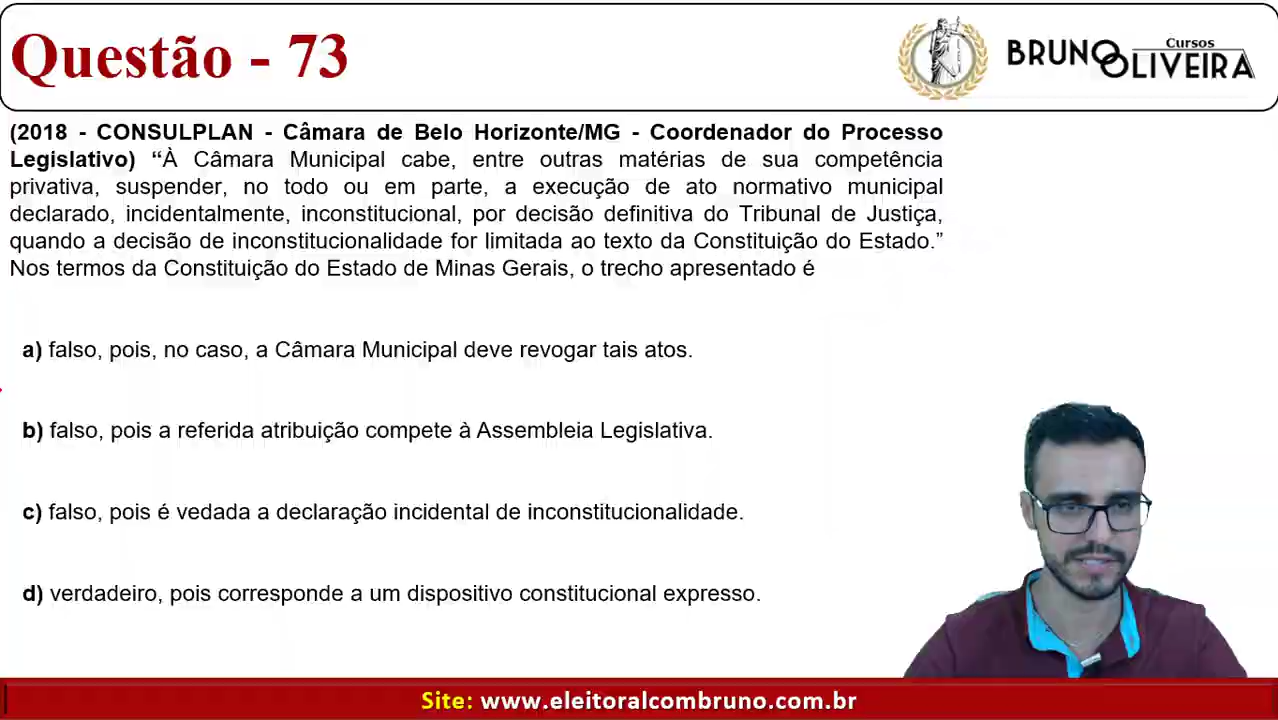 Questão - 73
Cursos
BRUNO OLIVEIRA
(2018 - CONSULPLAN - Câmara de Belo Horizonte/MG - Coordenador do Processo
Legislativo) “À Câmara Municipal cabe, entre outras matérias de sua competência
privativa, suspender, no todo ou em parte, a execução de ato normativo municipal
declarado, incidentalmente, inconstitucional, por decisão definitiva do Tribunal de Justiça,
quando a decisão de inconstitucionalidade for limitada ao texto da Constituição do Estado.”
Nos termos da Constituição do Estado de Minas Gerais, o trecho apresentado é
a) falso, pois, no caso, a Câmara Municipal deve revogar tais atos.
b) falso, pois a referida atribuição compete à Assembleia Legislativa.
c) falso, pois é vedada a declaração incidental de inconstitucionalidade.
d) verdadeiro, pois corresponde a um dispositivo constitucional expresso.
Site: www.eleitoralcombruno.com.br